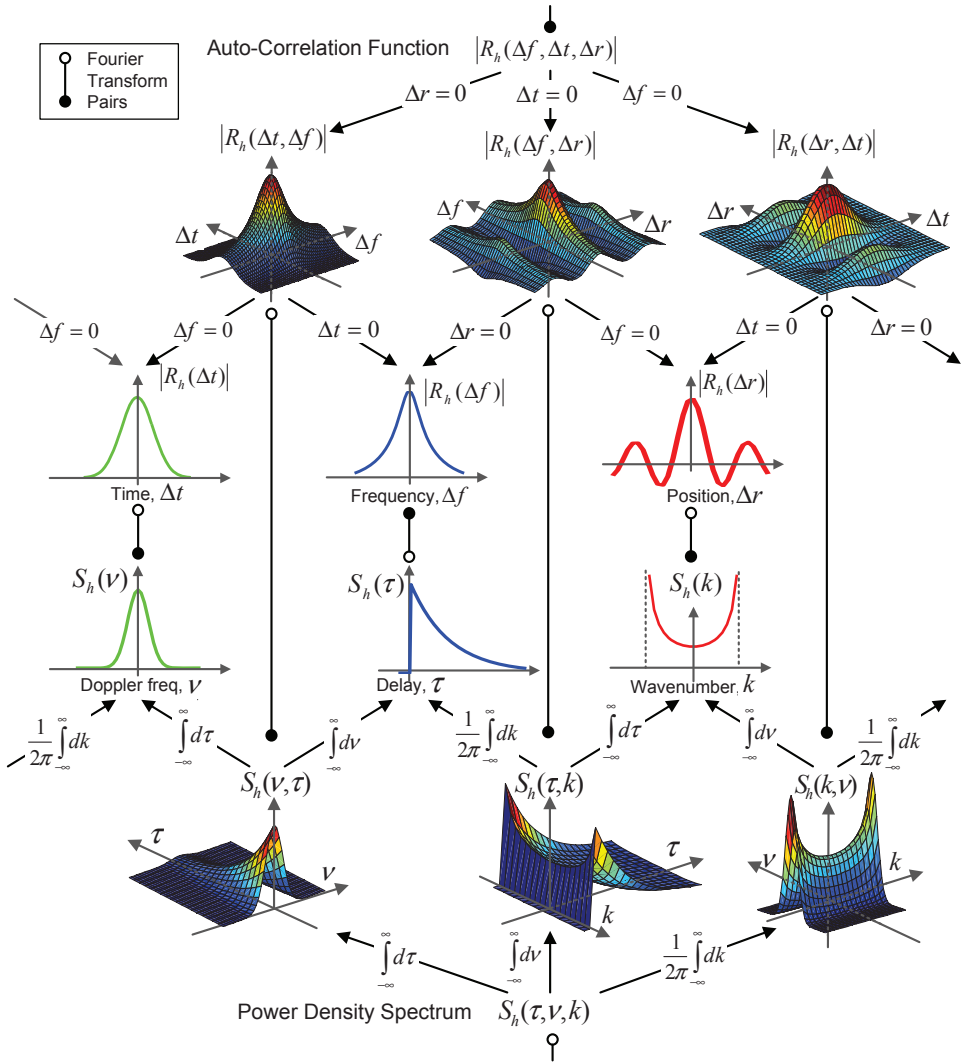 Auto-Correlation Function
|R_h(Δf, Δt, Δr)|
Fourier
Transform
Pairs
Δr = 0
Δt = 0
Δf = 0
|R_h(Δt, Δf)|
|R_h(Δf, Δr)|
|R_h(Δr, Δt)|
Δt
Δf
Δf
Δr
Δr
Δt
Δf = 0
Δf = 0
Δt = 0
Δr = 0
Δf = 0
Δt = 0
Δr = 0
|R_h(Δt)|
|R_h(Δf)|
|R_h(Δr)|
Time, Δt
Frequency, Δf
Position, Δr
S_h(ν)
S_h(τ)
S_h(k)
Doppler freq, ν
Delay, τ
Wavenumber, k
1/2π ∫_{-∞}^{∞} dk
∫_{-∞}^{∞} dτ
∫_{-∞}^{∞} dν
1/2π ∫_{-∞}^{∞} dk
∫_{-∞}^{∞} dτ
∫_{-∞}^{∞} dν
1/2π ∫_{-∞}^{∞} dk
S_h(ν, τ)
S_h(τ, k)
S_h(k, ν)
τ
ν
τ
k
ν
k
∫_{-∞}^{∞} dτ
∫_{-∞}^{∞} dν
1/2π ∫_{-∞}^{∞} dk
Power Density Spectrum
S_h(τ, ν, k)